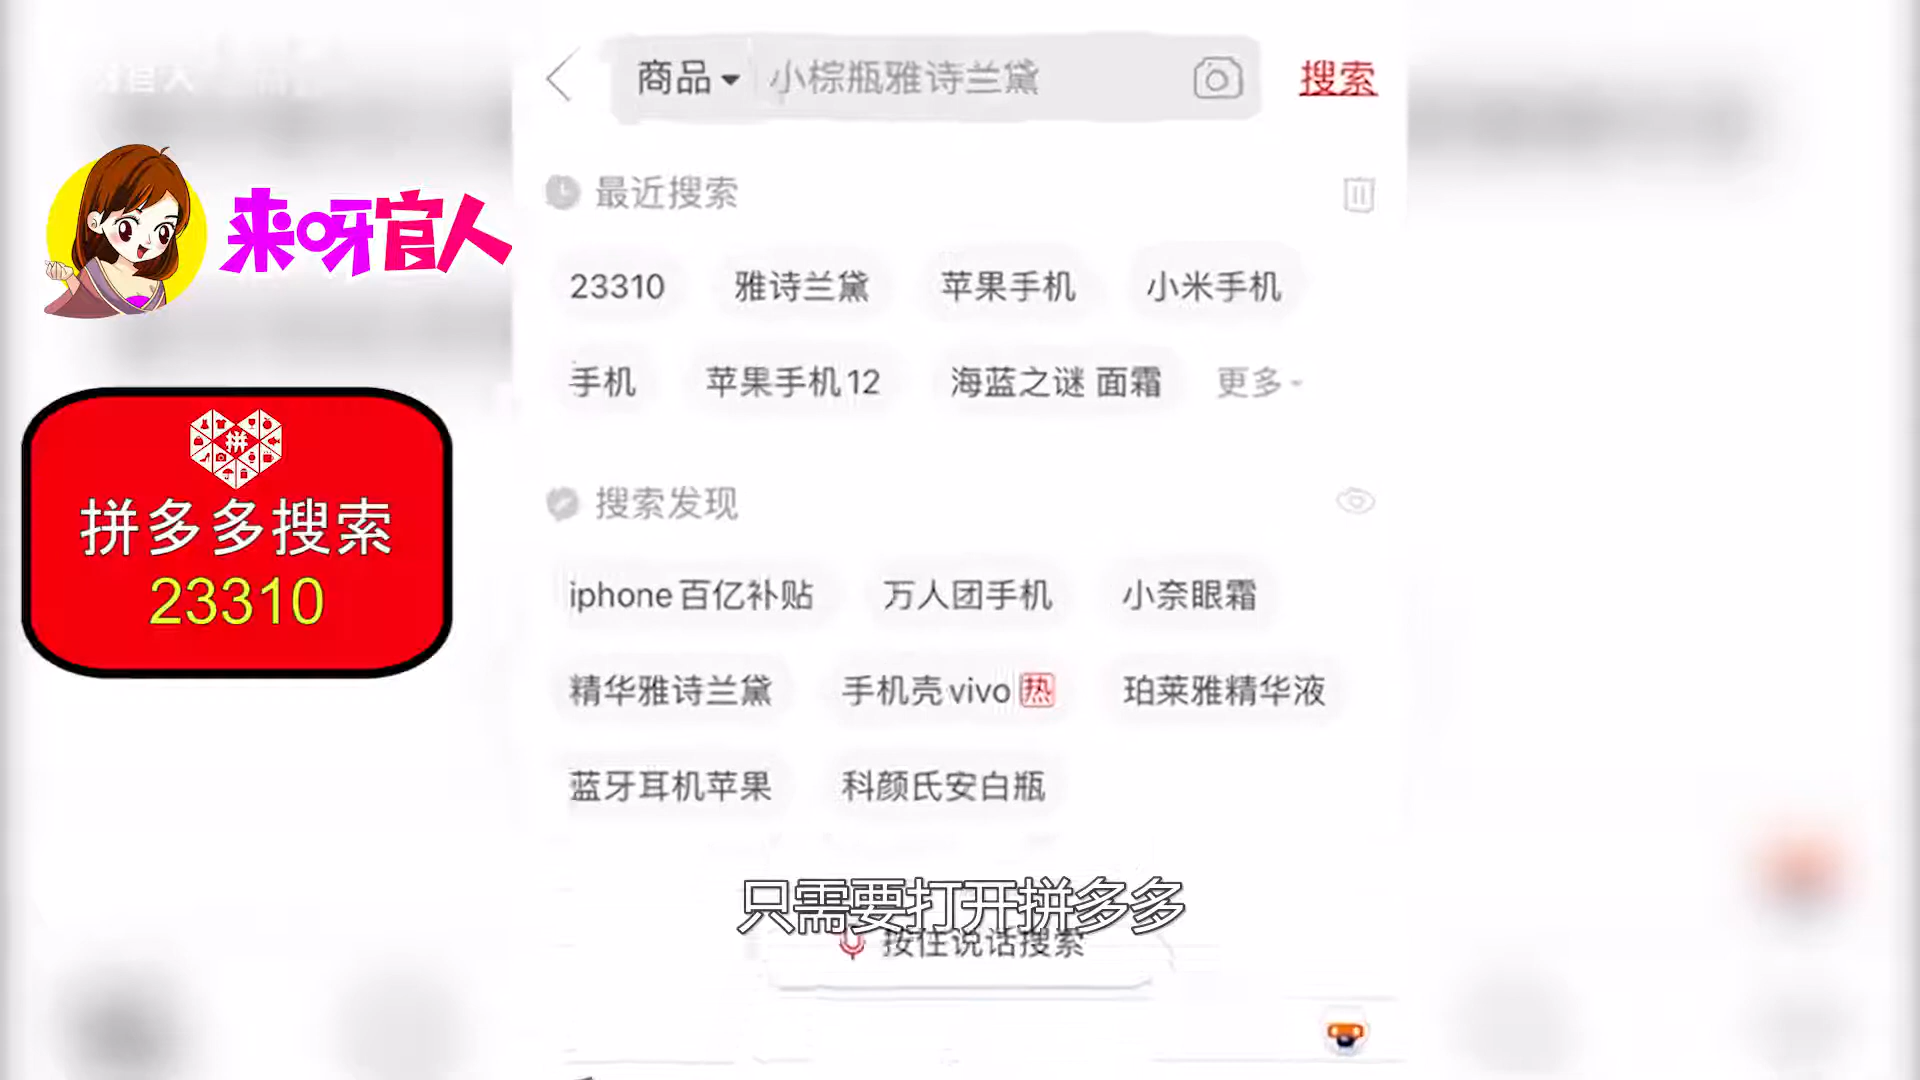 商品 小棕瓶雅诗兰黛 搜索
来呀官人
最近搜索
23310 雅诗兰黛 苹果手机 小米手机
手机 苹果手机12 海蓝之谜 面霜 更多
拼
拼多多搜索
23310
搜索发现
iphone百亿补贴 万人团手机 小奈眼霜
精华雅诗兰黛 手机壳vivo 热 珀莱雅精华液
蓝牙耳机苹果 科颜氏安白瓶
只需要打开拼多多
按住说话搜索